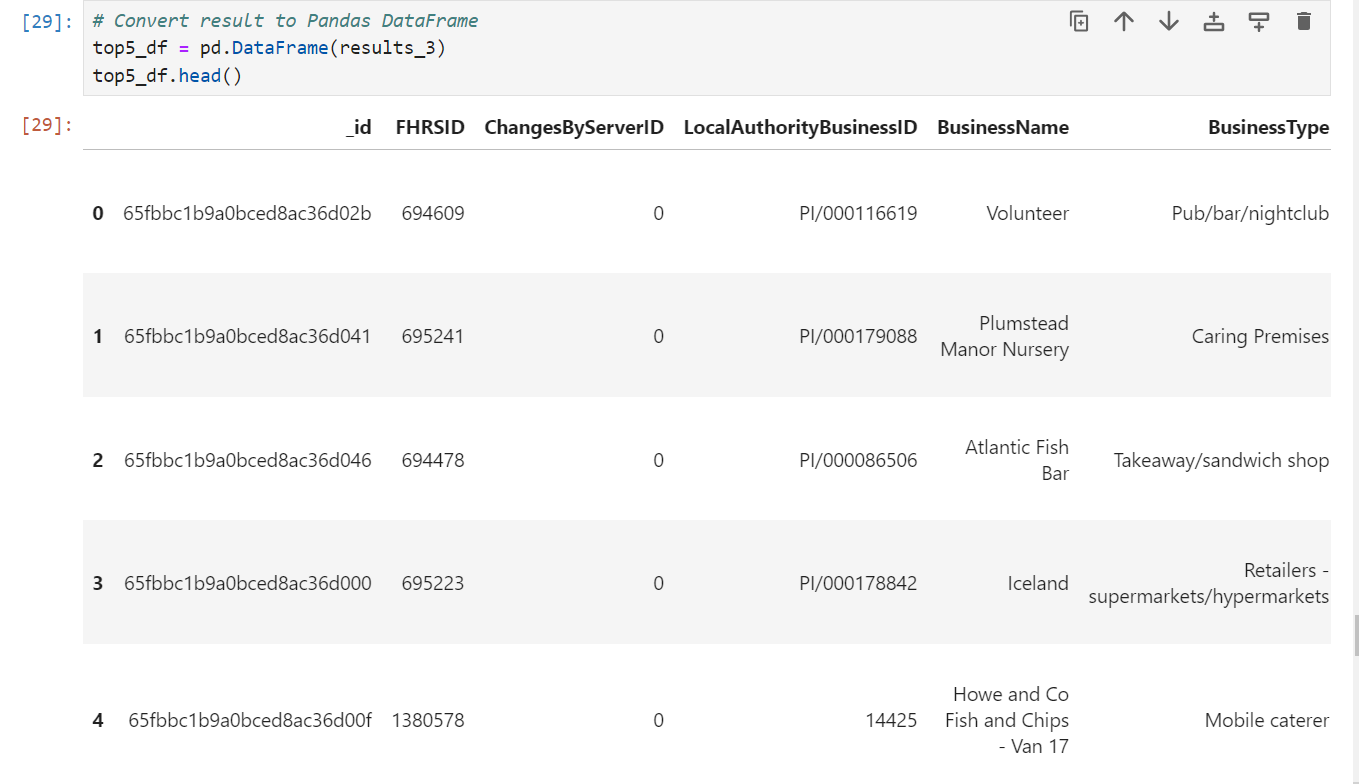 [29]: # Convert result to Pandas DataFrame
top5_df = pd.DataFrame(results_3)
top5_df.head()
[29]: _id FHRSID ChangesByServerID LocalAuthorityBusinessID BusinessName BusinessType
0 65fbbc1b9a0bced8ac36d02b 694609 0 PI/000116619 Volunteer Pub/bar/nightclub
1 65fbbc1b9a0bced8ac36d041 695241 0 PI/000179088 Plumstead Manor Nursery Caring Premises
2 65fbbc1b9a0bced8ac36d046 694478 0 PI/000086506 Atlantic Fish Bar Takeaway/sandwich shop
3 65fbbc1b9a0bced8ac36d000 695223 0 PI/000178842 Iceland Retailers - supermarkets/hypermarkets
4 65fbbc1b9a0bced8ac36d00f 1380578 0 14425 Howe and Co Fish and Chips - Van 17 Mobile caterer